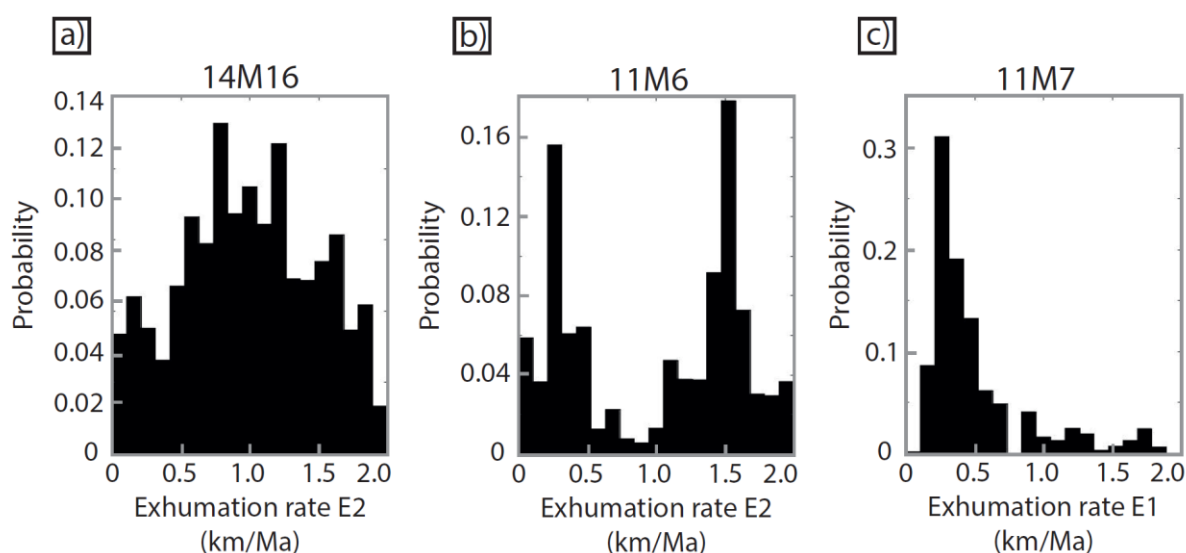 a)
14M16
Probability
0.14
0.12
0.10
0.08
0.06
0.04
0.02
0
0 0.5 1.0 1.5 2.0
Exhumation rate E2
(km/Ma)
b)
11M6
Probability
0.16
0.12
0.08
0.04
0
0 0.5 1.0 1.5 2.0
Exhumation rate E2
(km/Ma)
c)
11M7
Probability
0.3
0.2
0.1
0
0 0.5 1.0 1.5 2.0
Exhumation rate E1
(km/Ma)